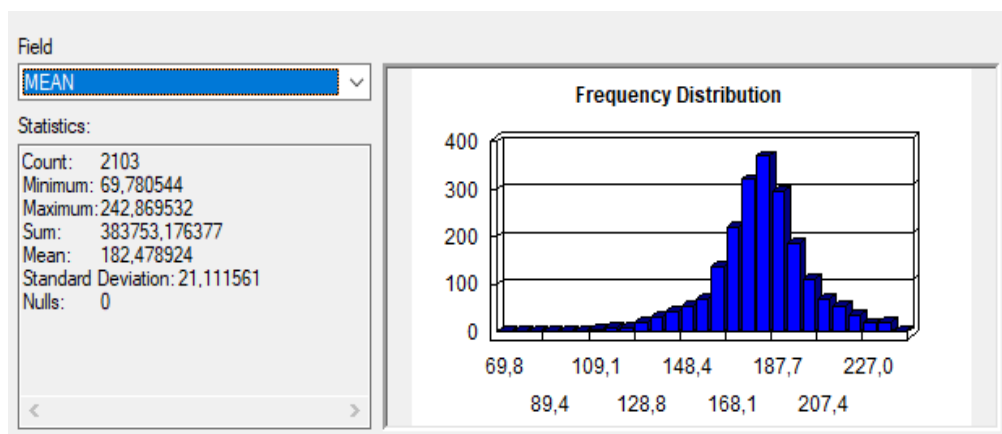 Field
MEAN
Statistics:
Count: 2103
Minimum: 69,780544
Maximum: 242,869532
Sum: 383753,176377
Mean: 182,478924
Standard Deviation: 21,111561
Nulls: 0
Frequency Distribution
400
300
200
100
0
69,8 109,1 148,4 187,7 227,0
89,4 128,8 168,1 207,4